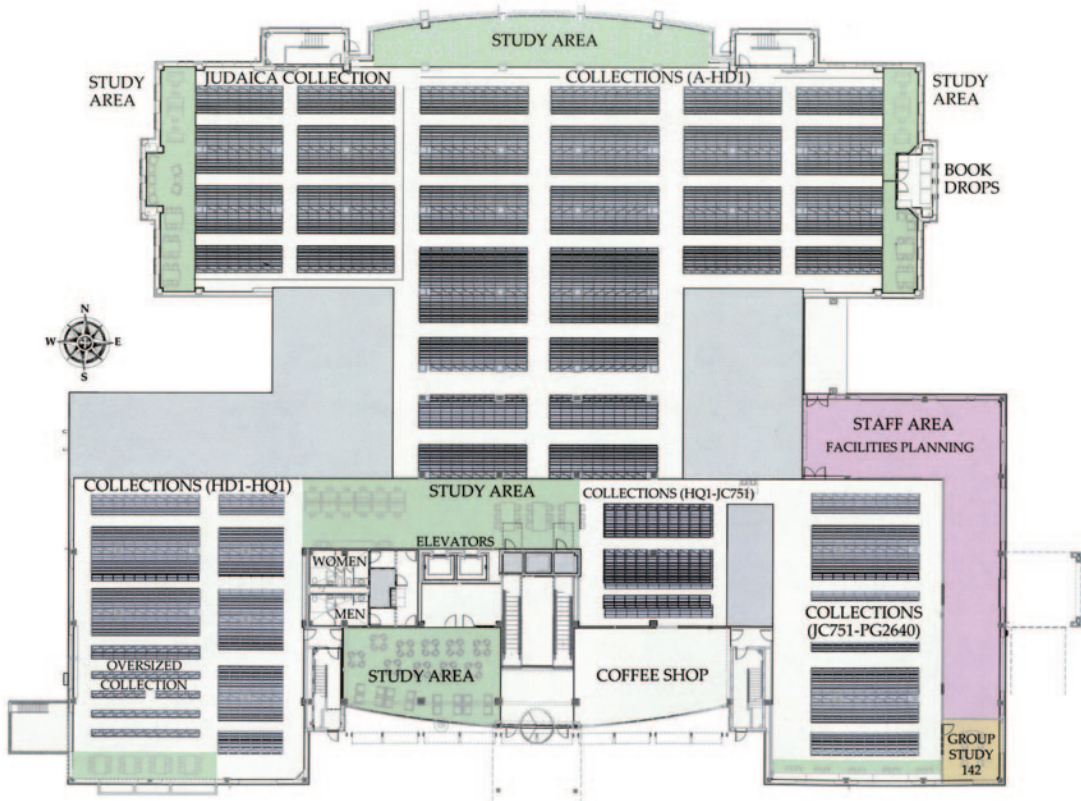 STUDY AREA
STUDY
AREA
JUDAICA COLLECTION
COLLECTIONS (A-HD1)
STUDY
AREA
BOOK
DROPS
N
W E
S
STAFF AREA
FACILITIES PLANNING
COLLECTIONS (HD1-HQ1)
STUDY AREA
COLLECTIONS (HQ1-JC751)
ELEVATORS
WOMEN
MEN
COLLECTIONS
(JC751-PG2640)
OVERSIZED
COLLECTION
STUDY AREA
COFFEE SHOP
GROUP
STUDY
142